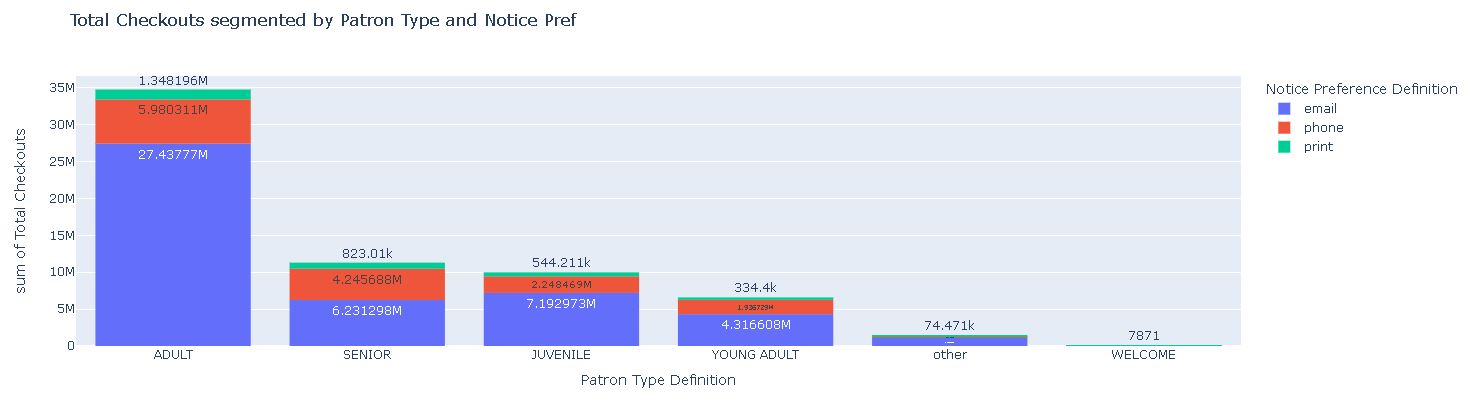 Total Checkouts segmented by Patron Type and Notice Pref
Notice Preference Definition
email
phone
print
sum of Total Checkouts
35M
30M
25M
20M
15M
10M
5M
0
1.348196M
5.980311M
27.43777M
823.01k
4.245688M
6.231298M
544.211k
2.248469M
7.192973M
334.4k
1.936729M
4.316608M
74.471k
7871
ADULT
SENIOR
JUVENILE
YOUNG ADULT
other
WELCOME
Patron Type Definition